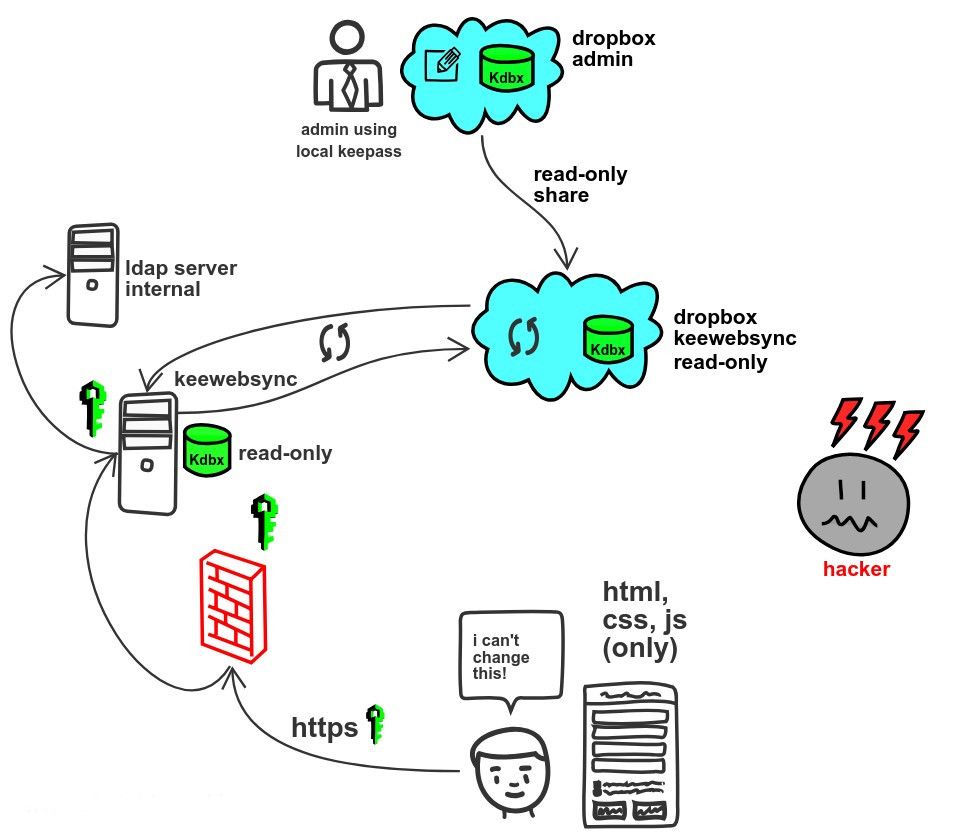 dropbox
admin
Kdbx
admin using
local keepass
read-only
share
ldap server
internal
dropbox
keewebsync
read-only
Kdbx
keewebsync
Kdbx
read-only
hacker
html,
css, js
(only)
i can't
change
this!
https